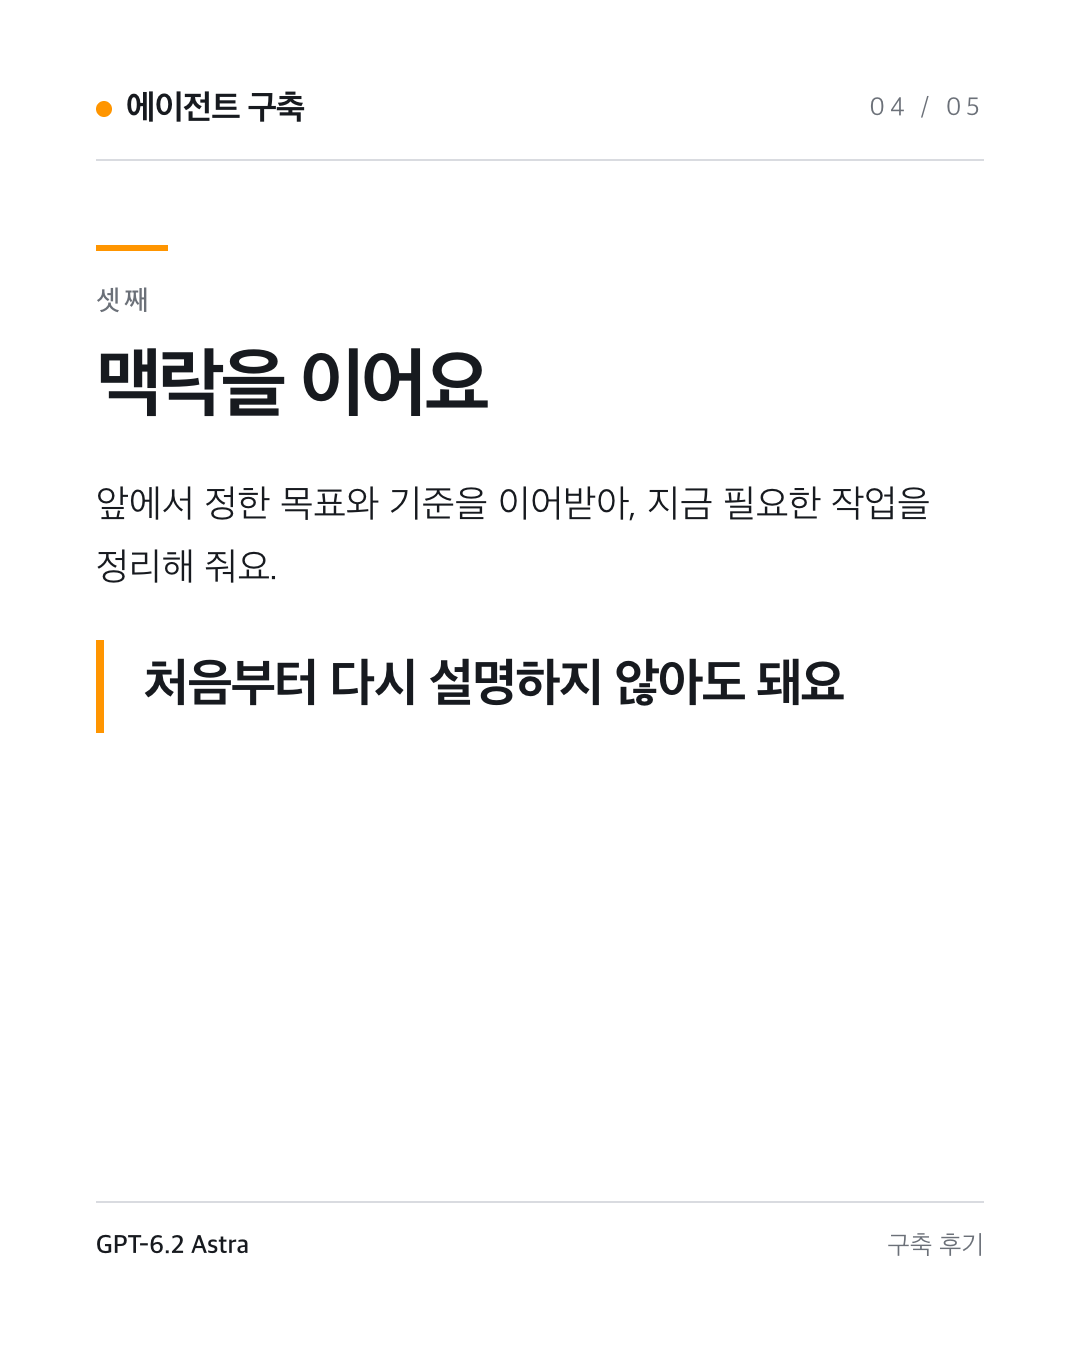 에이전트 구축
04 / 05
셋째
맥락을 이어요
앞에서 정한 목표와 기준을 이어받아, 지금 필요한 작업을
정리해 줘요.
처음부터 다시 설명하지 않아도 돼요
GPT-6.2 Astra
구축 후기